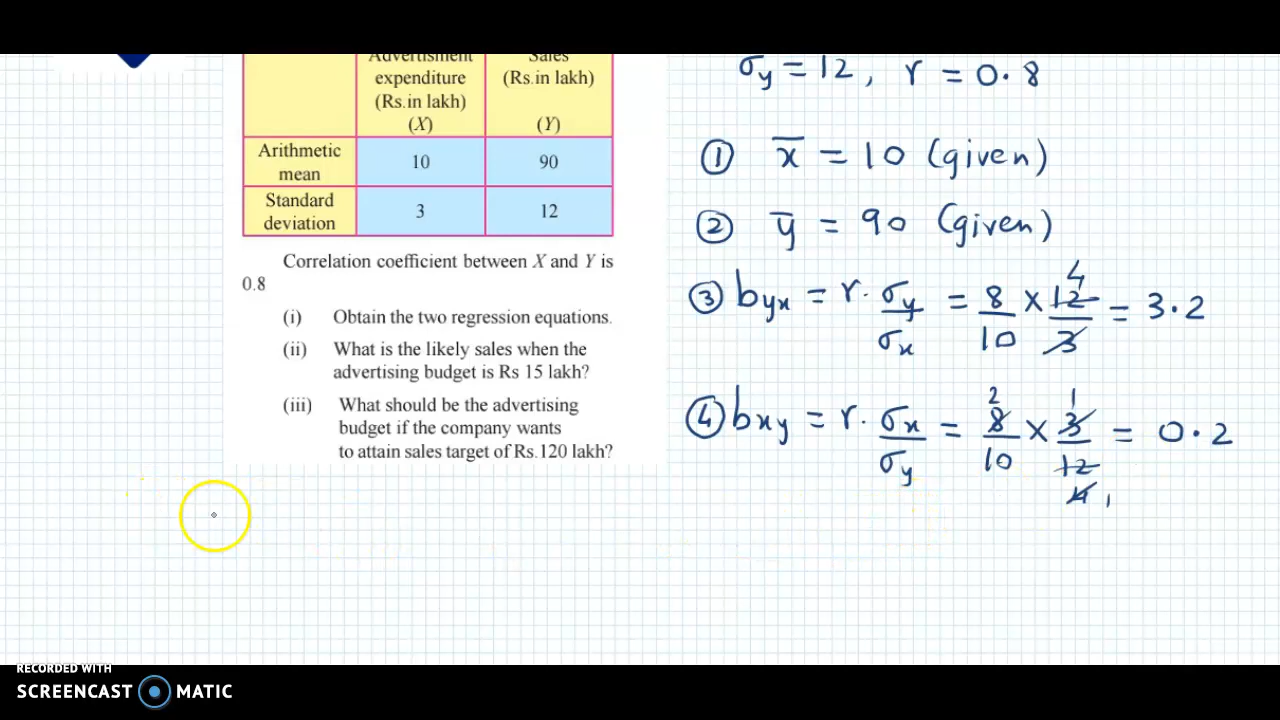 Advertisment
expenditure
(Rs.in lakh)
(X)
Sales
(Rs.in lakh)
(Y)
Arithmetic
mean
10
90
Standard
deviation
3
12
Correlation coefficient between X and Y is
0.8
(i) Obtain the two regression equations.
(ii) What is the likely sales when the
advertising budget is Rs 15 lakh?
(iii) What should be the advertising
budget if the company wants
to attain sales target of Rs.120 lakh?
σy = 12, r = 0.8
① x̄ = 10 (given)
② ȳ = 90 (given)
③ byx = r · σy/σx = 8/10 × 12/3 4 = 3.2
④ bxy = r · σx/σy = 8/10 2 × 3/12 1 4 1 = 0.2
RECORDED WITH
SCREENCAST MATIC